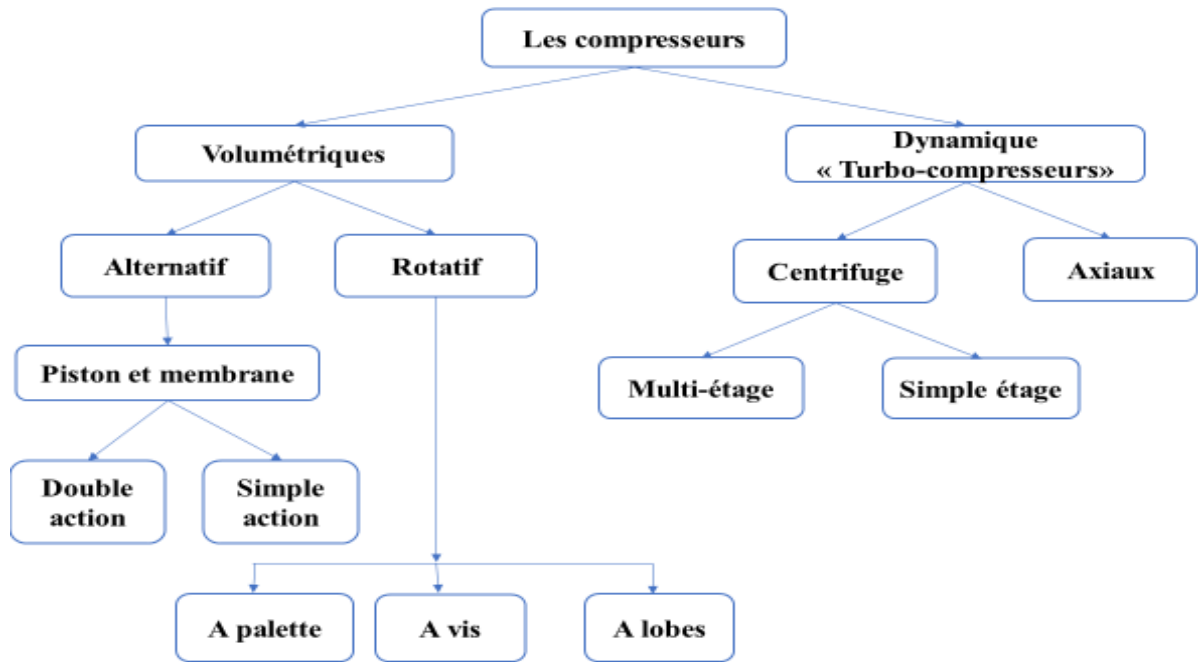 Les compresseurs
Volumétriques
Dynamique
« Turbo-compresseurs»
Alternatif
Rotatif
Centrifuge
Axiaux
Piston et membrane
Multi-étage
Simple étage
Double
action
Simple
action
A palette
A vis
A lobes